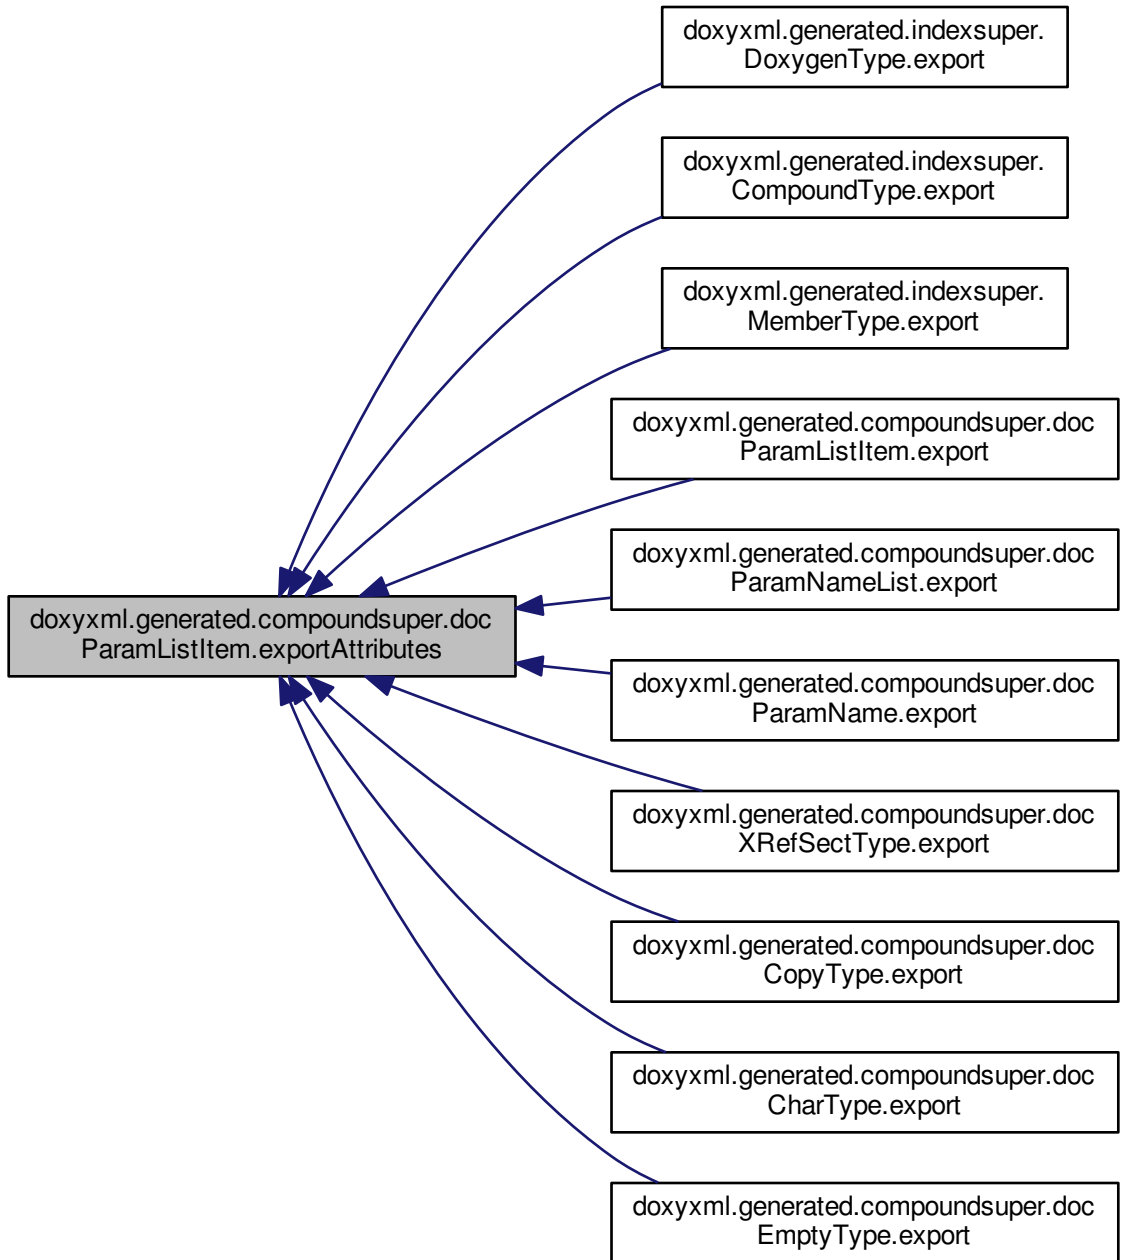 doxyxml.generated.indexsuper.
DoxygenType.export
doxyxml.generated.indexsuper.
CompoundType.export
doxyxml.generated.indexsuper.
MemberType.export
doxyxml.generated.compoundsuper.doc
ParamListItem.export
doxyxml.generated.compoundsuper.doc
ParamNameList.export
doxyxml.generated.compoundsuper.doc
ParamListItem.exportAttributes
doxyxml.generated.compoundsuper.doc
ParamName.export
doxyxml.generated.compoundsuper.doc
XRefSectType.export
doxyxml.generated.compoundsuper.doc
CopyType.export
doxyxml.generated.compoundsuper.doc
CharType.export
doxyxml.generated.compoundsuper.doc
EmptyType.export